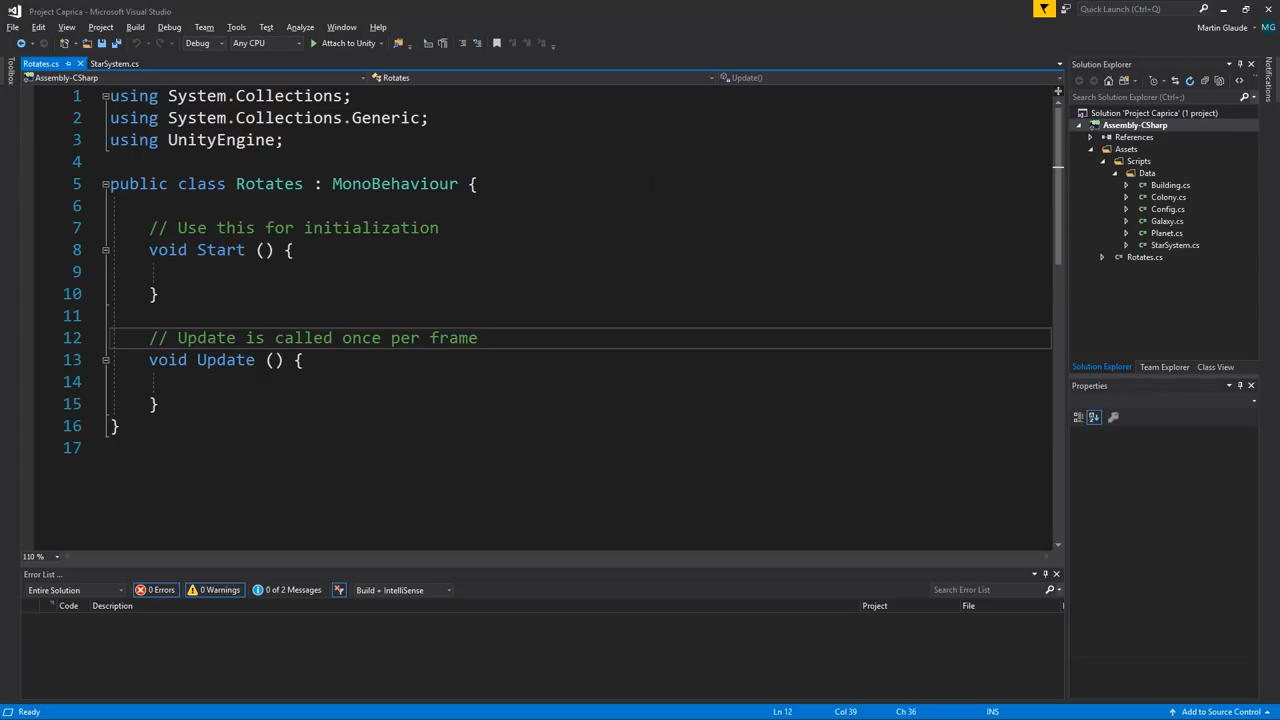 Project Caprica - Microsoft Visual Studio
Quick Launch (Ctrl+Q)
File Edit View Project Build Debug Team Tools Test Analyze Window Help
Martin Glaude MG
Debug Any CPU Attach to Unity
Toolbox
Rotates.cs StarSystem.cs
Assembly-CSharp Rotates Update()
1 using System.Collections;
2 using System.Collections.Generic;
3 using UnityEngine;
4
5 public class Rotates : MonoBehaviour {
6
7 // Use this for initialization
8 void Start () {
9
10 }
11
12 // Update is called once per frame
13 void Update () {
14
15 }
16 }
17
110 %
Error List ...
Entire Solution 0 Errors 0 Warnings 0 of 2 Messages Build + IntelliSense Search Error List
Code Description Project File
Solution Explorer
Search Solution Explorer (Ctrl+;)
Solution 'Project Caprica' (1 project)
Assembly-CSharp
References
Assets
Scripts
Data
Building.cs
Colony.cs
Config.cs
Galaxy.cs
Planet.cs
StarSystem.cs
Rotates.cs
Solution Explorer Team Explorer Class View
Properties
Notifications
Ready Ln 12 Col 39 Ch 36 INS Add to Source Control